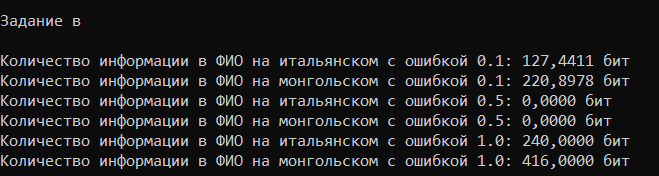 Задание в
Количество информации в ФИО на итальянском с ошибкой 0.1: 127,4411 бит
Количество информации в ФИО на монгольском с ошибкой 0.1: 220,8978 бит
Количество информации в ФИО на итальянском с ошибкой 0.5: 0,0000 бит
Количество информации в ФИО на монгольском с ошибкой 0.5: 0,0000 бит
Количество информации в ФИО на итальянском с ошибкой 1.0: 240,0000 бит
Количество информации в ФИО на монгольском с ошибкой 1.0: 416,0000 бит